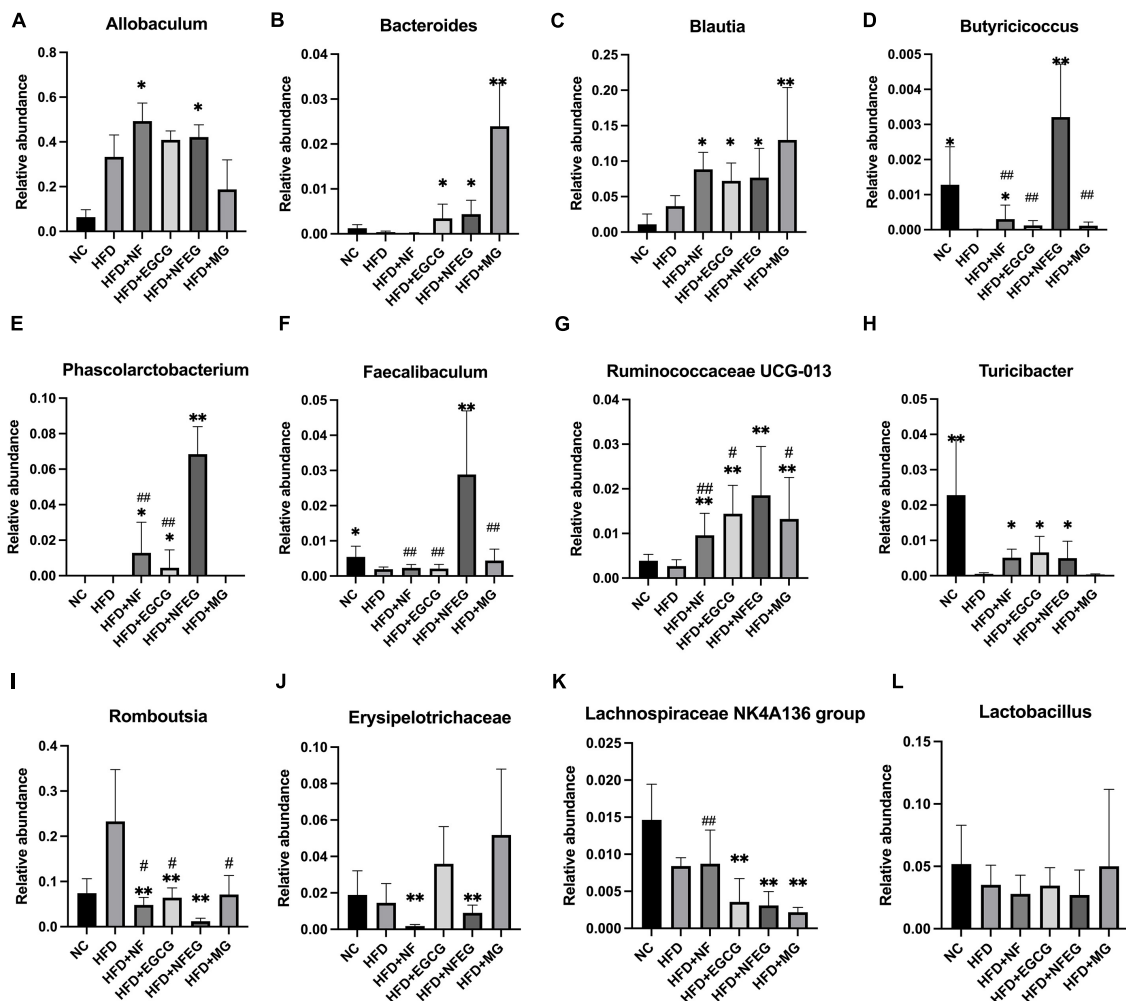 A
Allobaculum
Relative abundance
0.8
0.6
0.4
0.2
0.0
*
*
NC
HFD
HFD+NF
HFD+EGCG
HFD+NFEG
HFD+MG
B
Bacteroides
Relative abundance
0.04
0.03
0.02
0.01
0.00
*
*
**
NC
HFD
HFD+NF
HFD+EGCG
HFD+NFEG
HFD+MG
C
Blautia
Relative abundance
0.25
0.20
0.15
0.10
0.05
0.00
*
*
*
**
NC
HFD
HFD+NF
HFD+EGCG
HFD+NFEG
HFD+MG
D
Butyricicoccus
Relative abundance
0.005
0.004
0.003
0.002
0.001
0.000
*
##
*
##
**
##
NC
HFD
HFD+NF
HFD+EGCG
HFD+NFEG
HFD+MG
E
Phascolarctobacterium
Relative abundance
0.10
0.08
0.06
0.04
0.02
0.00
##
*
##
*
**
NC
HFD
HFD+NF
HFD+EGCG
HFD+NFEG
HFD+MG
F
Faecalibaculum
Relative abundance
0.05
0.04
0.03
0.02
0.01
0.00
*
##
##
**
##
NC
HFD
HFD+NF
HFD+EGCG
HFD+NFEG
HFD+MG
G
Ruminococcaceae UCG-013
Relative abundance
0.04
0.03
0.02
0.01
0.00
##
**
#
**
**
#
**
NC
HFD
HFD+NF
HFD+EGCG
HFD+NFEG
HFD+MG
H
Turicibacter
Relative abundance
0.05
0.04
0.03
0.02
0.01
0.00
**
*
*
*
NC
HFD
HFD+NF
HFD+EGCG
HFD+NFEG
HFD+MG
I
Romboutsia
Relative abundance
0.4
0.3
0.2
0.1
0.0
#
**
#
**
**
#
NC
HFD
HFD+NF
HFD+EGCG
HFD+NFEG
HFD+MG
J
Erysipelotrichaceae
Relative abundance
0.10
0.08
0.06
0.04
0.02
0.00
**
**
NC
HFD
HFD+NF
HFD+EGCG
HFD+NFEG
HFD+MG
K
Lachnospiraceae NK4A136 group
Relative abundance
0.015
0.025
0.020
0.015
0.010
0.005
0.000
##
**
**
**
NC
HFD
HFD+NF
HFD+EGCG
HFD+NFEG
HFD+MG
L
Lactobacillus
Relative abundance
0.15
0.10
0.05
0.00
NC
HFD
HFD+NF
HFD+EGCG
HFD+NFEG
HFD+MG